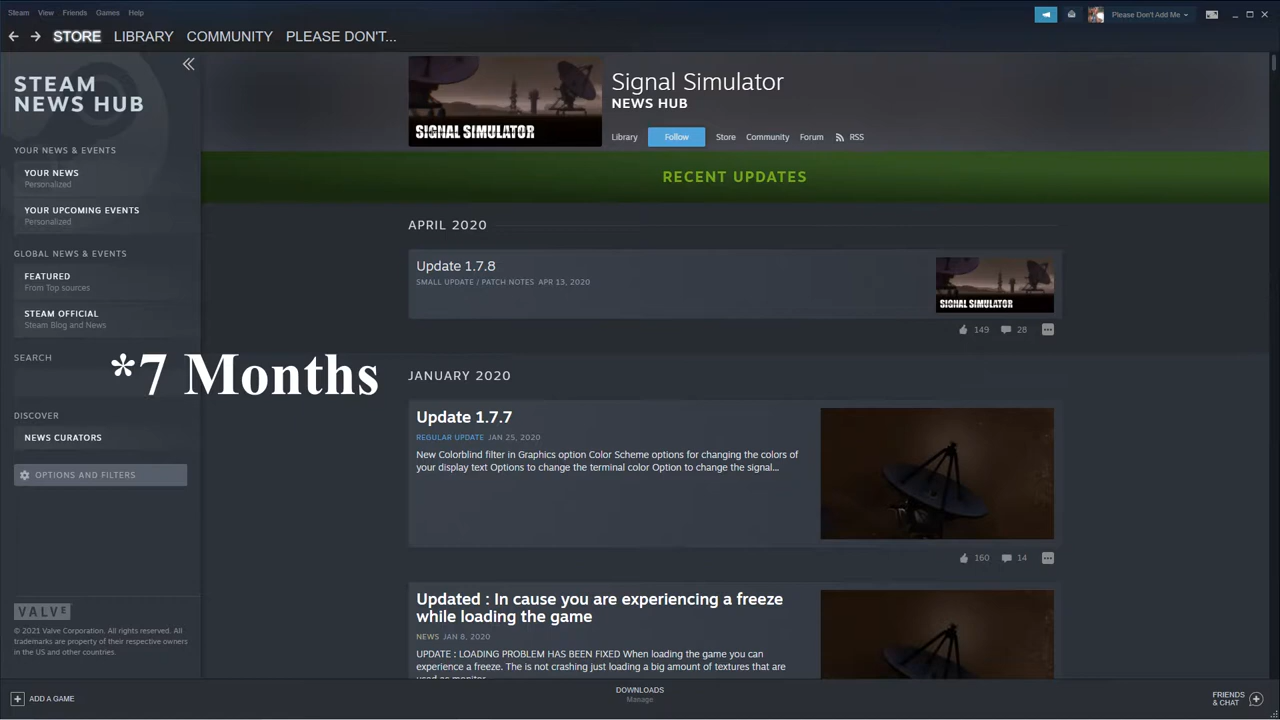 Steam View Friends Games Help
Please Don't Add Me
STORE LIBRARY COMMUNITY PLEASE DON'T...
STEAM
NEWS HUB
YOUR NEWS & EVENTS
YOUR NEWS
Personalized
YOUR UPCOMING EVENTS
Personalized
GLOBAL NEWS & EVENTS
FEATURED
From Top sources
STEAM OFFICIAL
Steam Blog and News
SEARCH
*7 Months
DISCOVER
NEWS CURATORS
OPTIONS AND FILTERS
VALVE
© 2021 Valve Corporation. All rights reserved. All
trademarks are property of their respective owners
in the US and other countries.
SIGNAL SIMULATOR
Signal Simulator
NEWS HUB
Library Follow Store Community Forum RSS
RECENT UPDATES
APRIL 2020
Update 1.7.8
SMALL UPDATE / PATCH NOTES APR 13, 2020
SIGNAL SIMULATOR
149 28
JANUARY 2020
Update 1.7.7
REGULAR UPDATE JAN 25, 2020
New Colorblind filter in Graphics option Color Scheme options for changing the colors of
your display text Options to change the terminal color Option to change the signal...
160 14
Updated : In cause you are experiencing a freeze
while loading the game
NEWS JAN 8, 2020
UPDATE : LOADING PROBLEM HAS BEEN FIXED When loading the game you can
experience a freeze. The is not crashing just loading a big amount of textures that are
used as monitor...
ADD A GAME
DOWNLOADS
Manage
FRIENDS
& CHAT